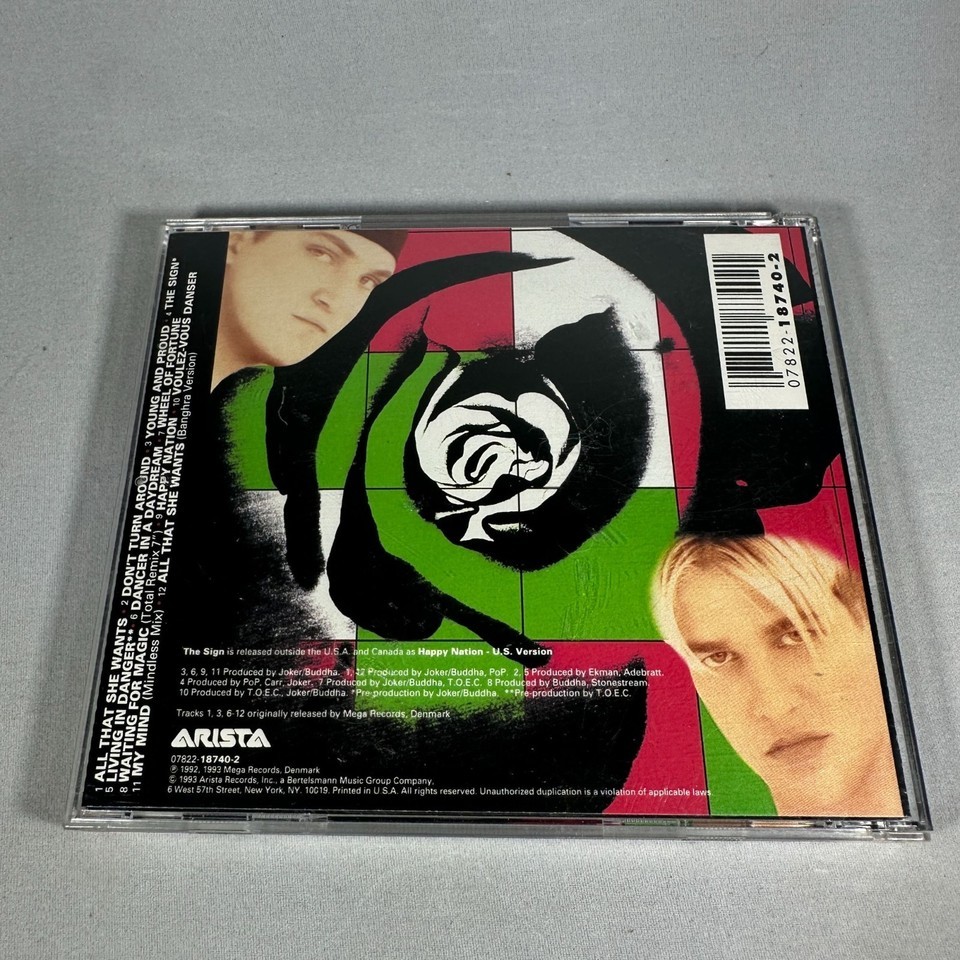 1 ALL THAT SHE WANTS · 2 DON'T TURN AROUND · 3 YOUNG AND PROUD · 4 THE SIGN*
5 LIVING IN DANGER** · 6 DANCER IN A DAYDREAM · 7 WHEEL OF FORTUNE
8 WAITING FOR MAGIC (Total Remix 7") · 9 HAPPY NATION · 10 VOULEZ-VOUS DANSER
11 MY MIND (Mindless Mix) · 12 ALL THAT SHE WANTS (Banghra Version)
07822-18740-2
The Sign is released outside the U.S.A. and Canada as Happy Nation - U.S. Version
3, 6, 9, 11 Produced by Joker/Buddha. 1, 12 Produced by Joker/Buddha, PoP. 2, 5 Produced by Ekman, Adebratt.
4 Produced by PoP, Carr, Joker. 7 Produced by Joker/Buddha, T.O.E.C. 8 Produced by Buddha, Stonestream.
10 Produced by T.O.E.C., Joker/Buddha. *Pre-production by Joker/Buddha. **Pre-production by T.O.E.C.
Tracks 1, 3, 6-12 originally released by Mega Records, Denmark
ARISTA
07822-18740-2
℗ 1992, 1993 Mega Records, Denmark
© 1993 Arista Records, Inc., a Bertelsmann Music Group Company.
6 West 57th Street, New York, NY. 10019. Printed in U.S.A. All rights reserved. Unauthorized duplication is a violation of applicable laws.